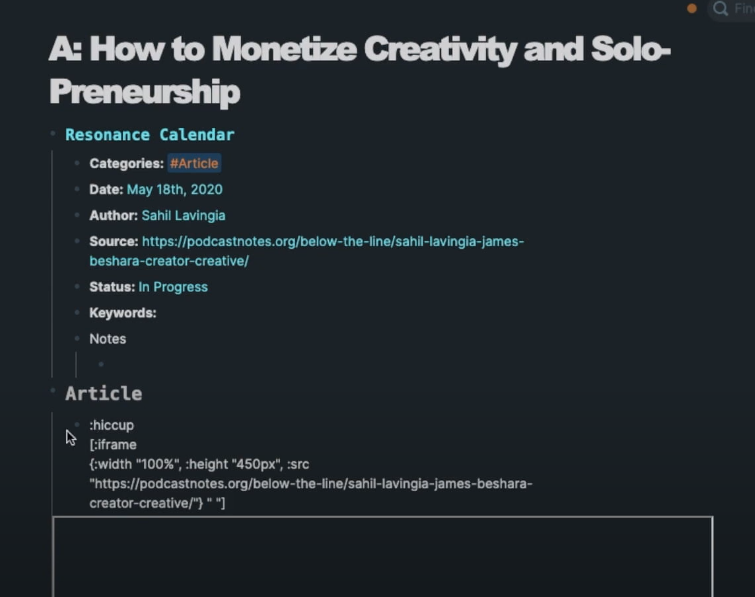 Fin
A: How to Monetize Creativity and Solo-
Preneurship
Resonance Calendar
Categories: #Article
Date: May 18th, 2020
Author: Sahil Lavingia
Source: https://podcastnotes.org/below-the-line/sahil-lavingia-james-
beshara-creator-creative/
Status: In Progress
Keywords:
Notes
Article
:hiccup
[:iframe
{:width "100%", :height "450px", :src
"https://podcastnotes.org/below-the-line/sahil-lavingia-james-beshara-
creator-creative/"} " "]